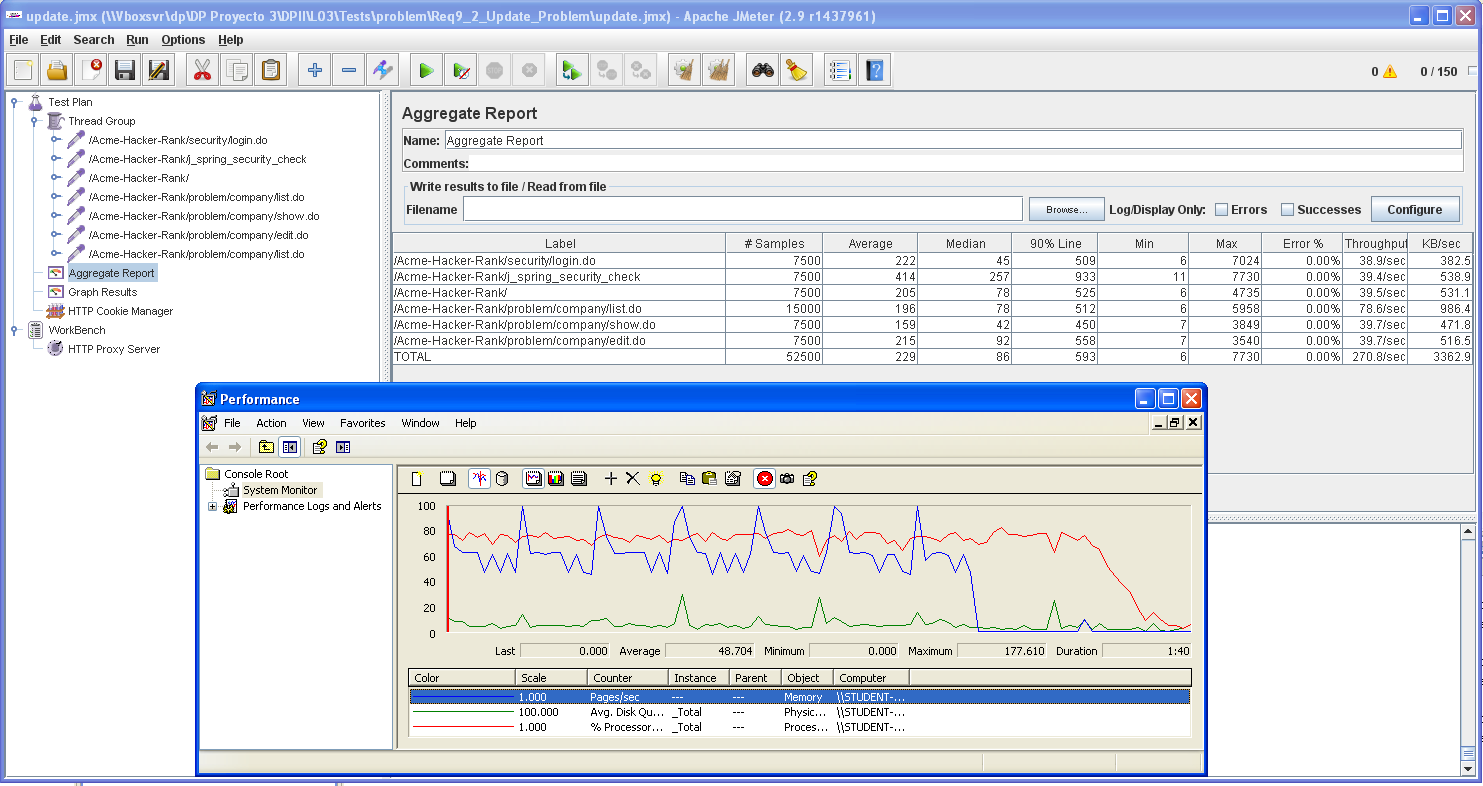 update.jmx (\\Vboxsvr\dp\DP Proyecto 3\DPII\L03\Tests\problem\Req9_2_Update_Problem\update.jmx) - Apache JMeter (2.9 r1437961)
File Edit Search Run Options Help
0 0 / 150
Test Plan
Thread Group
/Acme-Hacker-Rank/security/login.do
/Acme-Hacker-Rank/j_spring_security_check
/Acme-Hacker-Rank/
/Acme-Hacker-Rank/problem/company/list.do
/Acme-Hacker-Rank/problem/company/show.do
/Acme-Hacker-Rank/problem/company/edit.do
/Acme-Hacker-Rank/problem/company/list.do
Aggregate Report
Graph Results
HTTP Cookie Manager
WorkBench
HTTP Proxy Server
Aggregate Report
Name: Aggregate Report
Comments:
Write results to file / Read from file
Filename Browse... Log/Display Only: Errors Successes Configure
Label # Samples Average Median 90% Line Min Max Error % Throughput KB/sec
/Acme-Hacker-Rank/security/login.do 7500 222 45 509 6 7024 0.00% 38.9/sec 382.5
/Acme-Hacker-Rank/j_spring_security_check 7500 414 257 933 11 7730 0.00% 39.4/sec 538.9
/Acme-Hacker-Rank/ 7500 205 78 525 6 4735 0.00% 39.5/sec 531.1
/Acme-Hacker-Rank/problem/company/list.do 15000 196 78 512 6 5958 0.00% 78.6/sec 986.4
/Acme-Hacker-Rank/problem/company/show.do 7500 159 42 450 7 3849 0.00% 39.7/sec 471.8
/Acme-Hacker-Rank/problem/company/edit.do 7500 215 92 558 7 3540 0.00% 39.7/sec 516.5
TOTAL 52500 229 86 593 6 7730 0.00% 270.8/sec 3362.9
Performance
File Action View Favorites Window Help
Console Root
System Monitor
Performance Logs and Alerts
100
80
60
40
20
0
Last 0.000 Average 48.704 Minimum 0.000 Maximum 177.610 Duration 1:40
Color Scale Counter Instance Parent Object Computer
1.000 Pages/sec --- --- Memory \\STUDENT-...
100.000 Avg. Disk Qu... _Total --- Physic... \\STUDENT-...
1.000 % Processor... _Total --- Proces... \\STUDENT-...